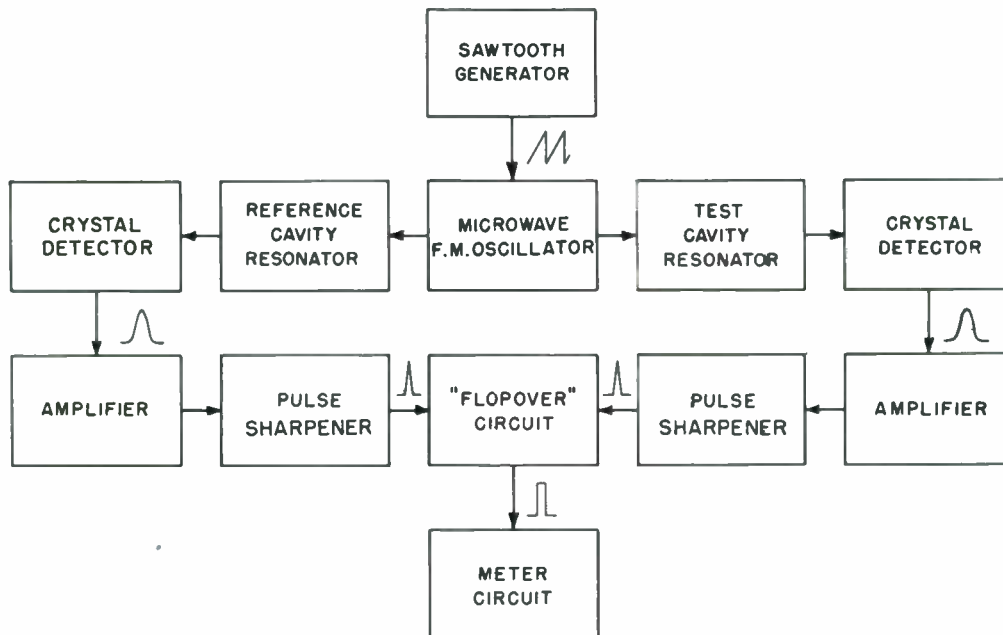 SAWTOOTH
GENERATOR
CRYSTAL
DETECTOR
REFERENCE
CAVITY
RESONATOR
MICROWAVE
F.M. OSCILLATOR
TEST
CAVITY
RESONATOR
CRYSTAL
DETECTOR
AMPLIFIER
PULSE
SHARPENER
"FLOPOVER"
CIRCUIT
PULSE
SHARPENER
AMPLIFIER
METER
CIRCUIT